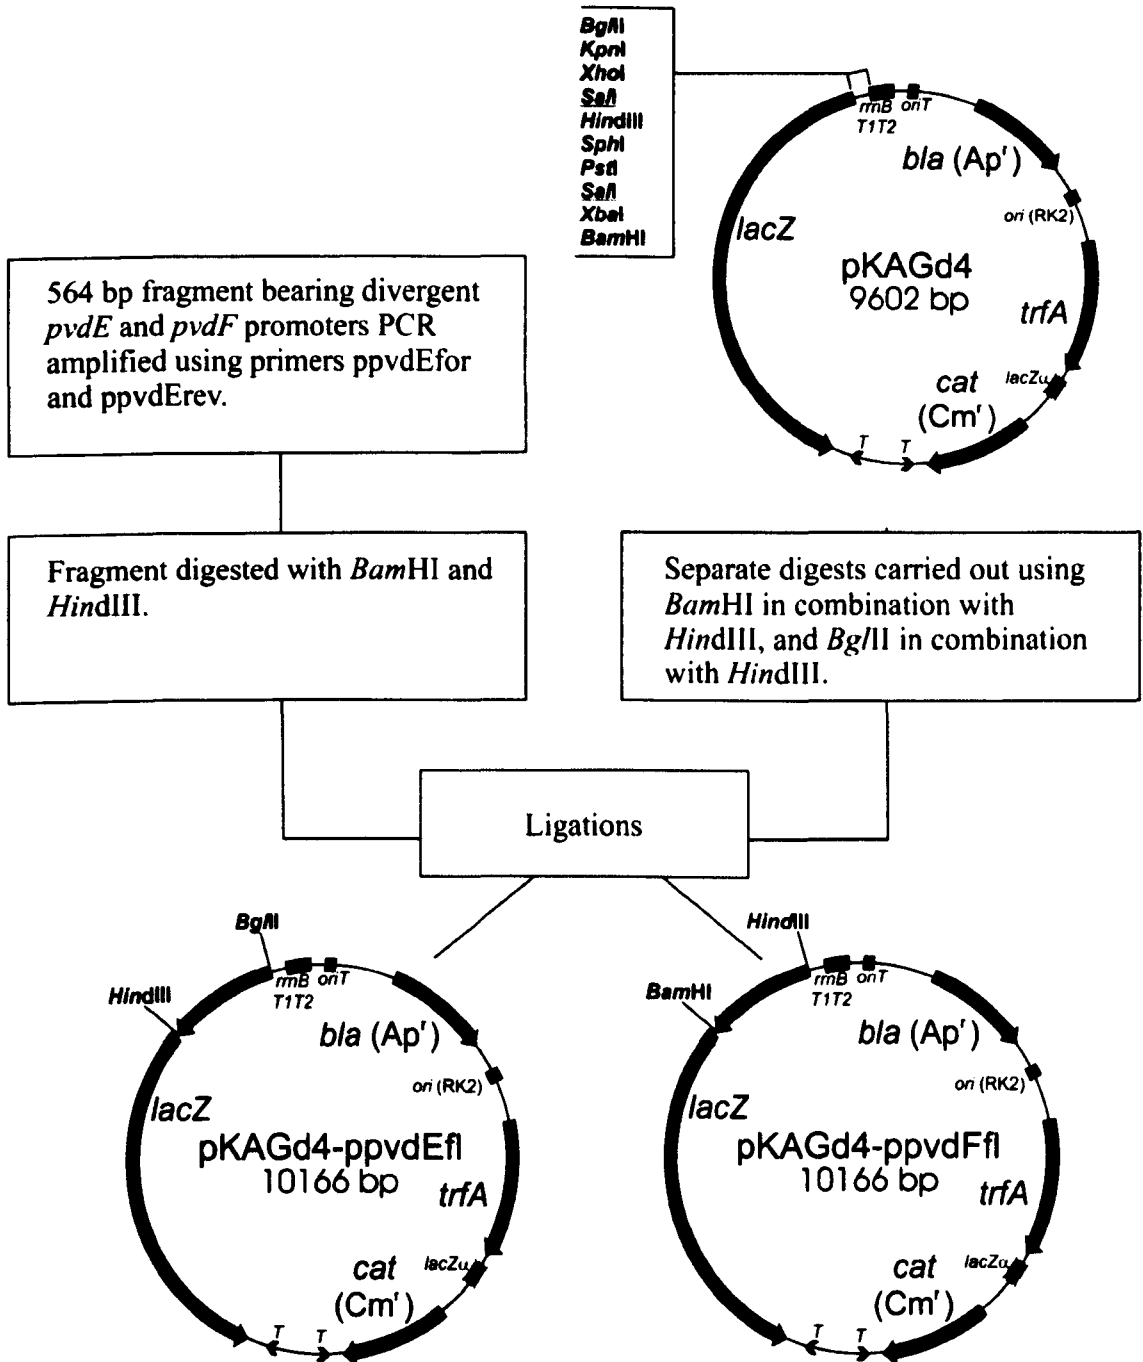 BglII
KpnI
XhoI
SalI
HindIII
SphI
PstI
SalI
XbaI
BamHI
rrnB
T1T2
oriT
bla (Apʳ)
ori (RK2)
lacZ
pKAGd4
9602 bp
trfA
lacZα
cat
(Cmʳ)
T
T
564 bp fragment bearing divergent
pvdE and pvdF promoters PCR
amplified using primers ppvdEfor
and ppvdErev.
Fragment digested with BamHI and
HindIII.
Separate digests carried out using
BamHI in combination with
HindIII, and BglII in combination
with HindIII.
Ligations
BglII
HindIII
rrnB
T1T2
oriT
bla (Apʳ)
ori (RK2)
lacZ
pKAGd4-ppvdEfl
10166 bp
trfA
lacZα
cat
(Cmʳ)
T
T
HindIII
BamHI
rrnB
T1T2
oriT
bla (Apʳ)
ori (RK2)
lacZ
pKAGd4-ppvdFfl
10166 bp
trfA
lacZα
cat
(Cmʳ)
T
T